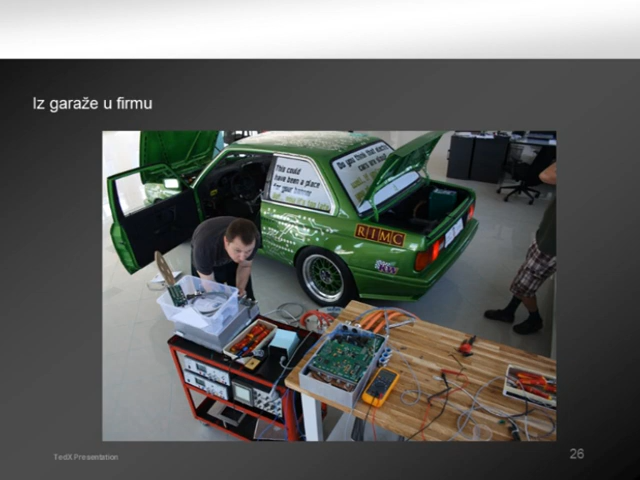 Iz garaže u firmu
This could
have been a place
for your banner
Do you think that electric
cars are slow?
RIMC
TedX Presentation
26